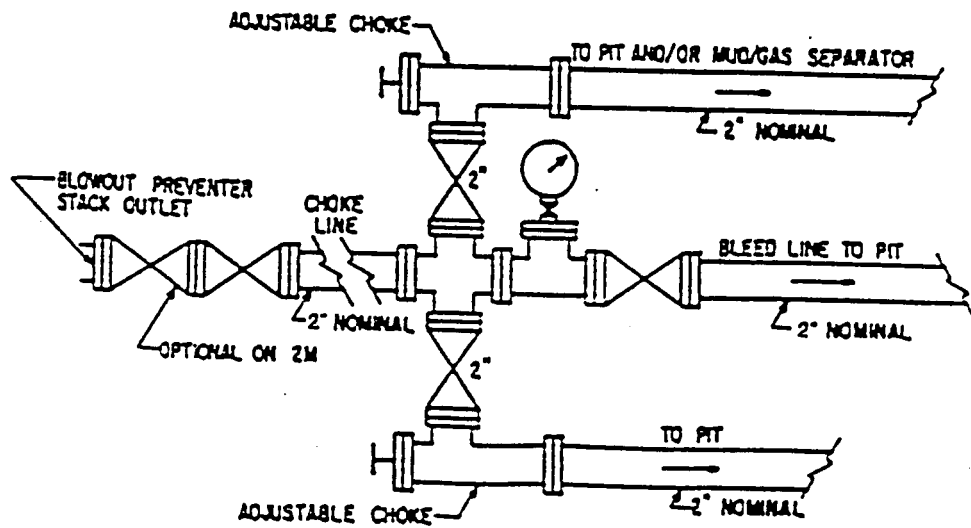 ADJUSTABLE CHOKE
TO PIT AND/OR MUD/GAS SEPARATOR
2" NOMINAL
2"
BLOWOUT PREVENTER
STACK OUTLET
CHOKE
LINE
BLEED LINE TO PIT
2" NOMINAL
2" NOMINAL
OPTIONAL ON 2M
2"
TO PIT
2" NOMINAL
ADJUSTABLE CHOKE